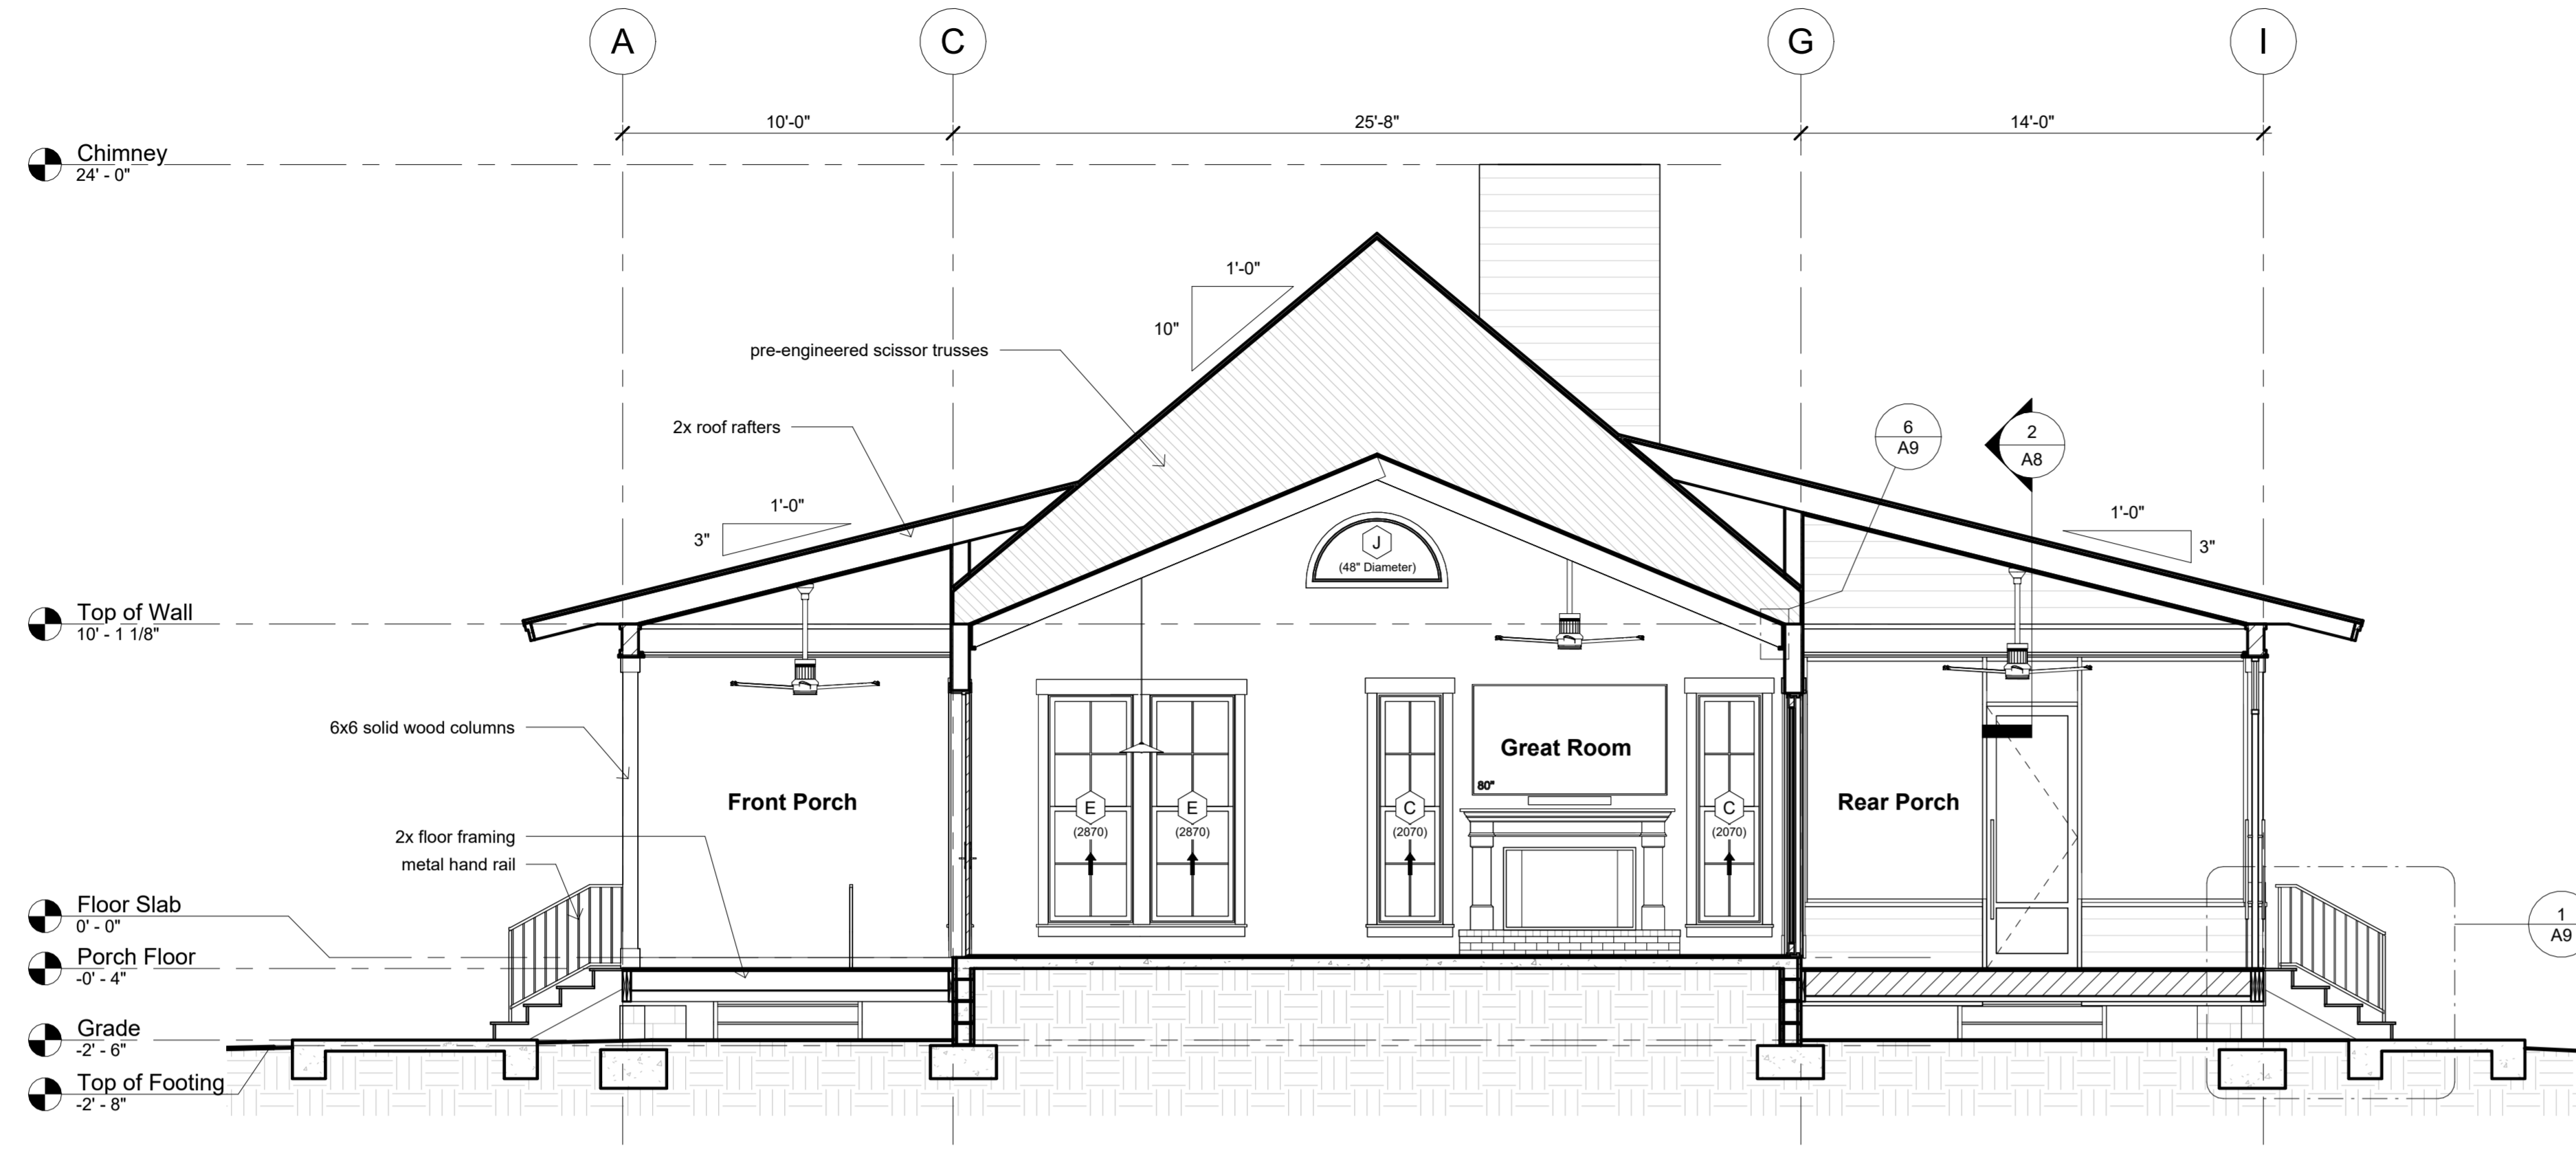 A
C
G
I
10'-0"
25'-8"
14'-0"
Chimney
24' - 0"
1'-0"
10"
pre-engineered scissor trusses
2x roof rafters
6
A9
2
A8
1'-0"
3"
1'-0"
3"
J
(48" Diameter)
Top of Wall
10' - 1 1/8"
6x6 solid wood columns
Great Room
80"
Front Porch
Rear Porch
E
(2870)
E
(2870)
C
(2070)
C
(2070)
2x floor framing
metal hand rail
Floor Slab
0' - 0"
1
A9
Porch Floor
-0' - 4"
Grade
-2' - 6"
Top of Footing
-2' - 8"